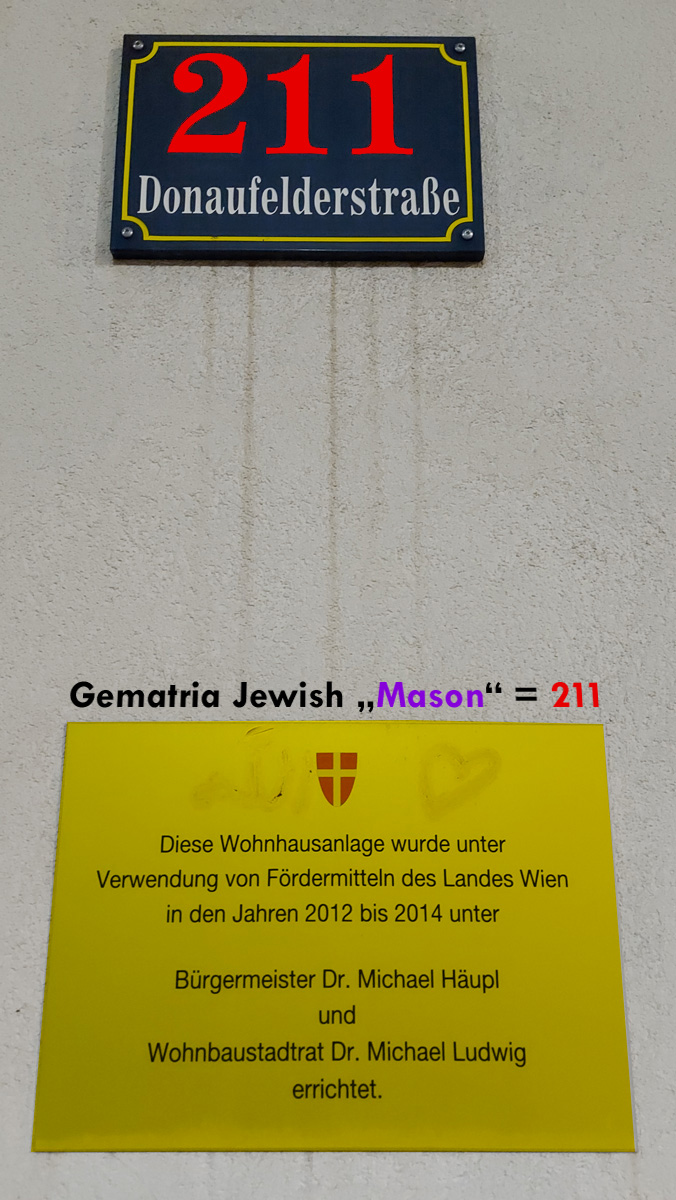 211
Donaufelderstraße
Gematria Jewish „Mason“ = 211
Diese Wohnhausanlage wurde unter
Verwendung von Fördermitteln des Landes Wien
in den Jahren 2012 bis 2014 unter
Bürgermeister Dr. Michael Häupl
und
Wohnbaustadtrat Dr. Michael Ludwig
errichtet.